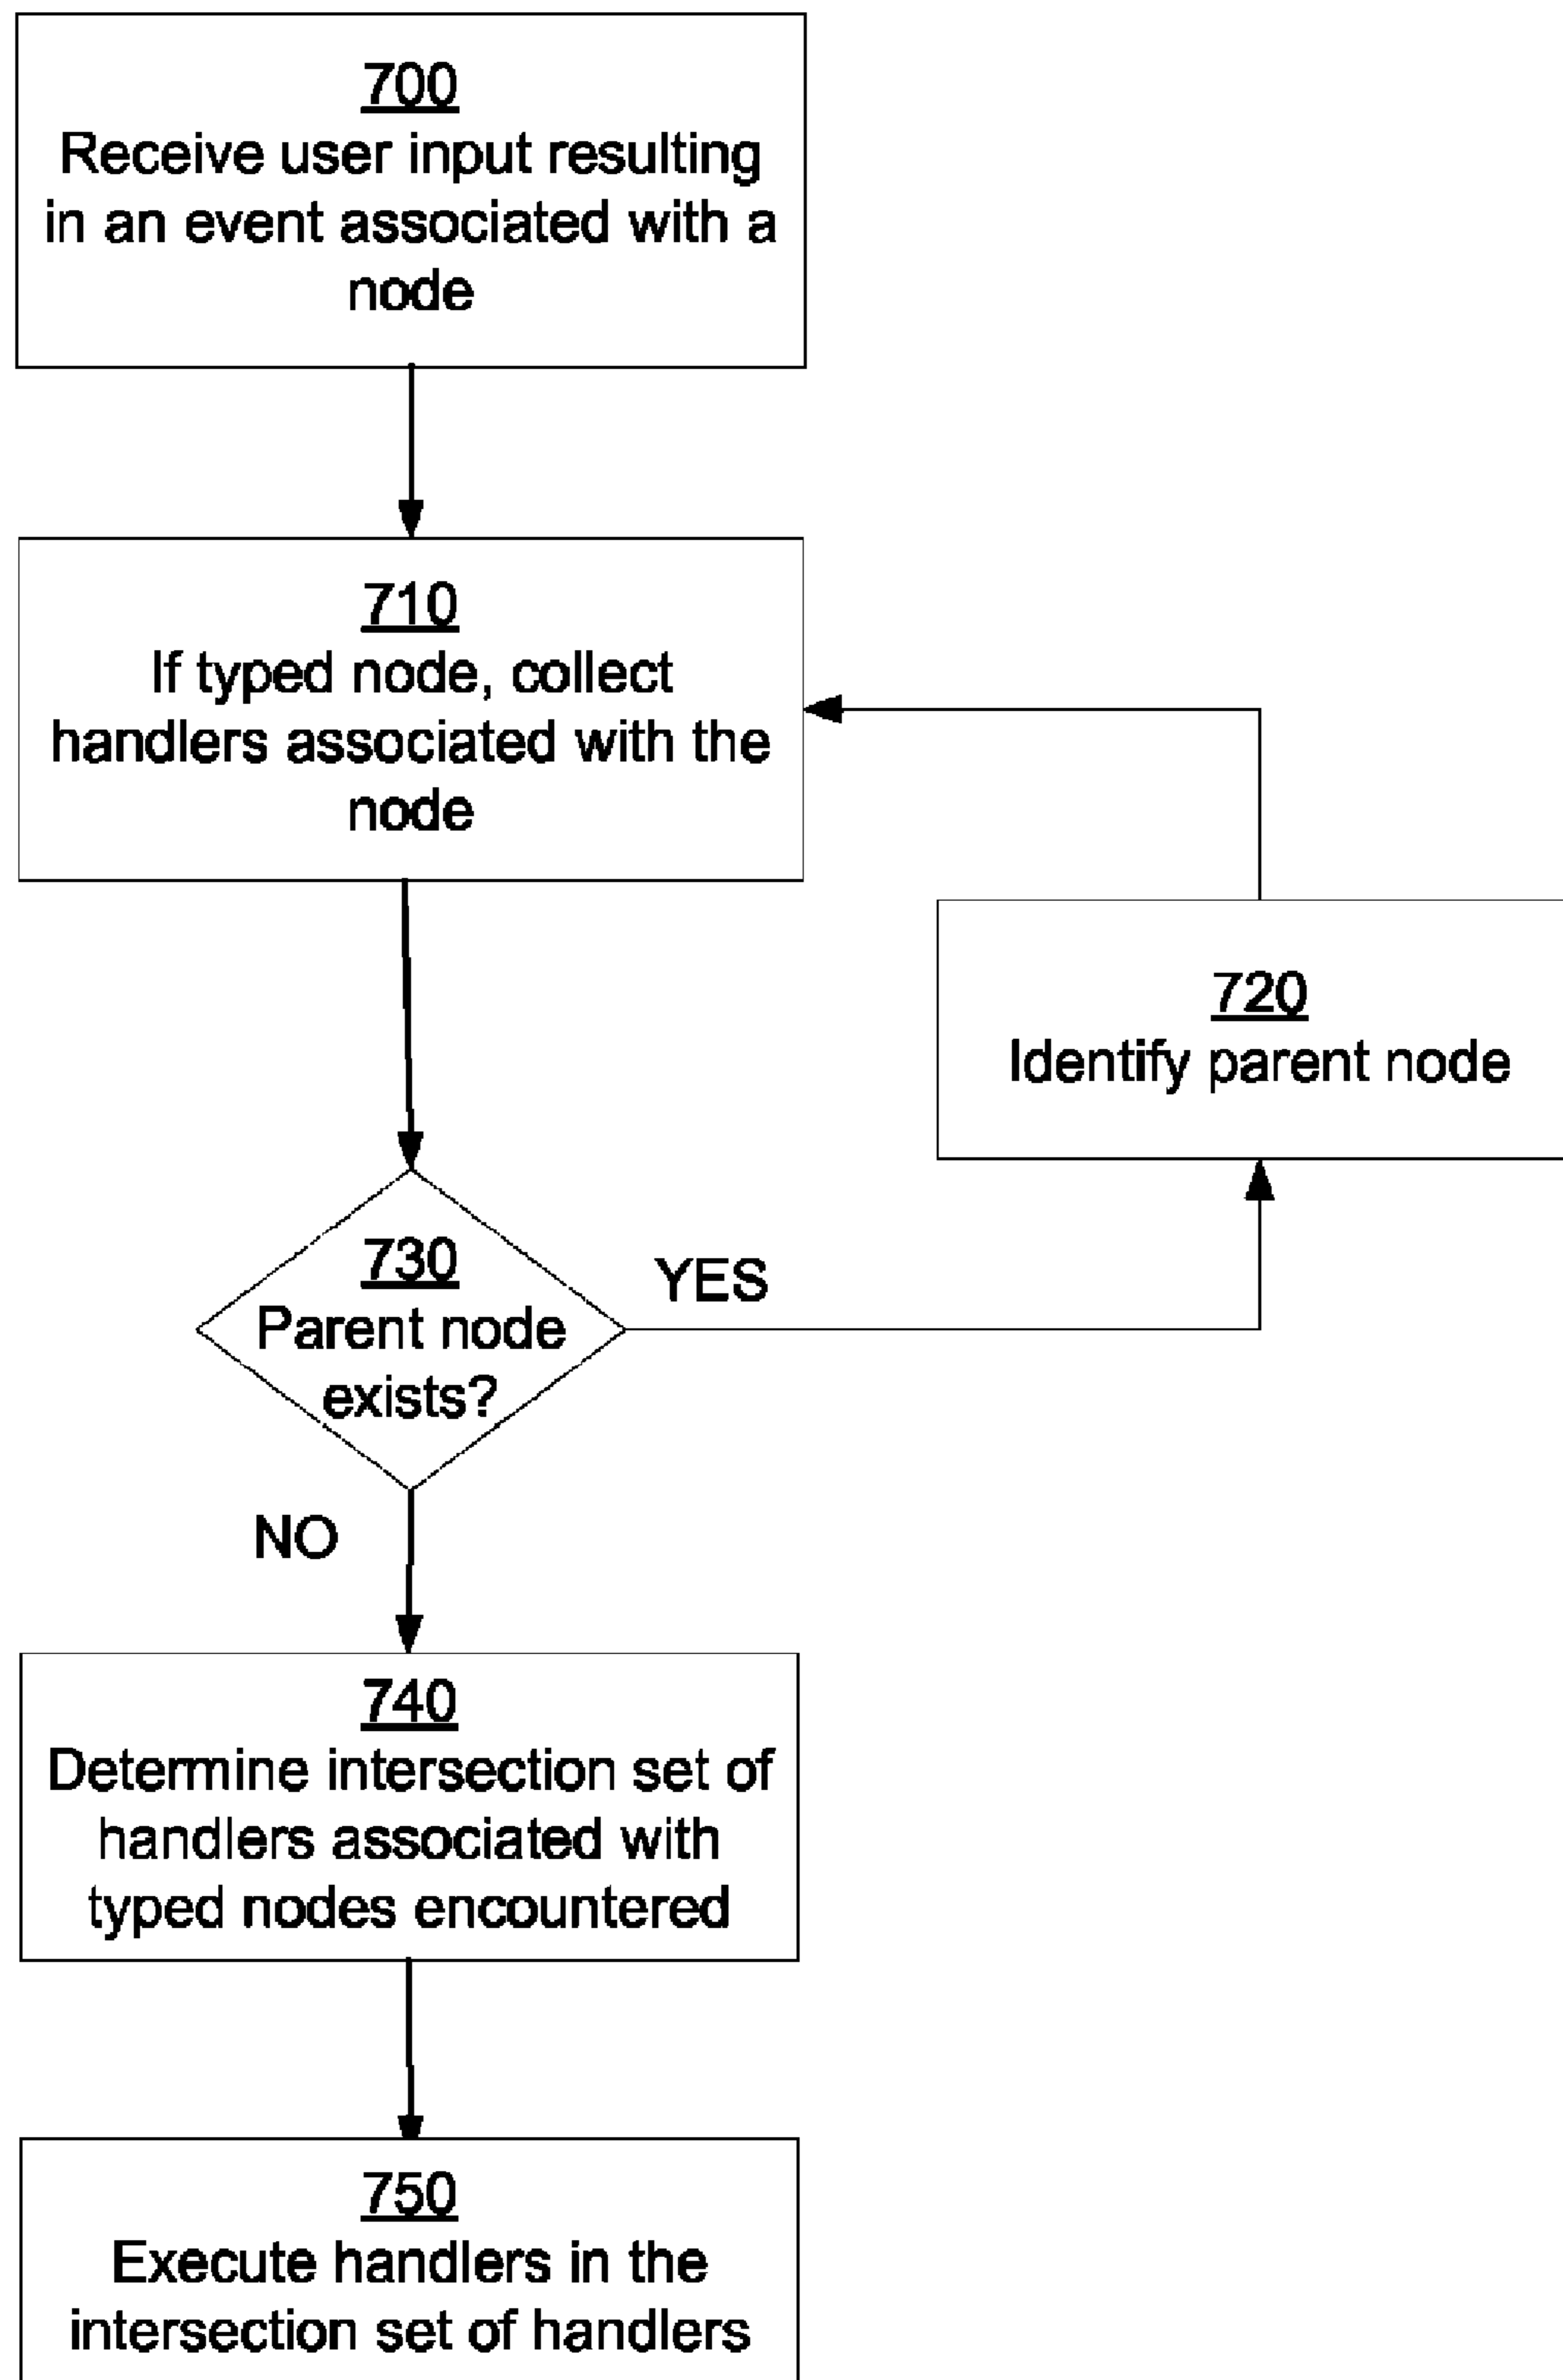 700
Receive user input resulting
in an event associated with a
node
710
If typed node, collect
handlers associated with the
node
720
Identify parent node
730
Parent node
exists?
YES
NO
740
Determine intersection set of
handlers associated with
typed nodes encountered
750
Execute handlers in the
intersection set of handlers